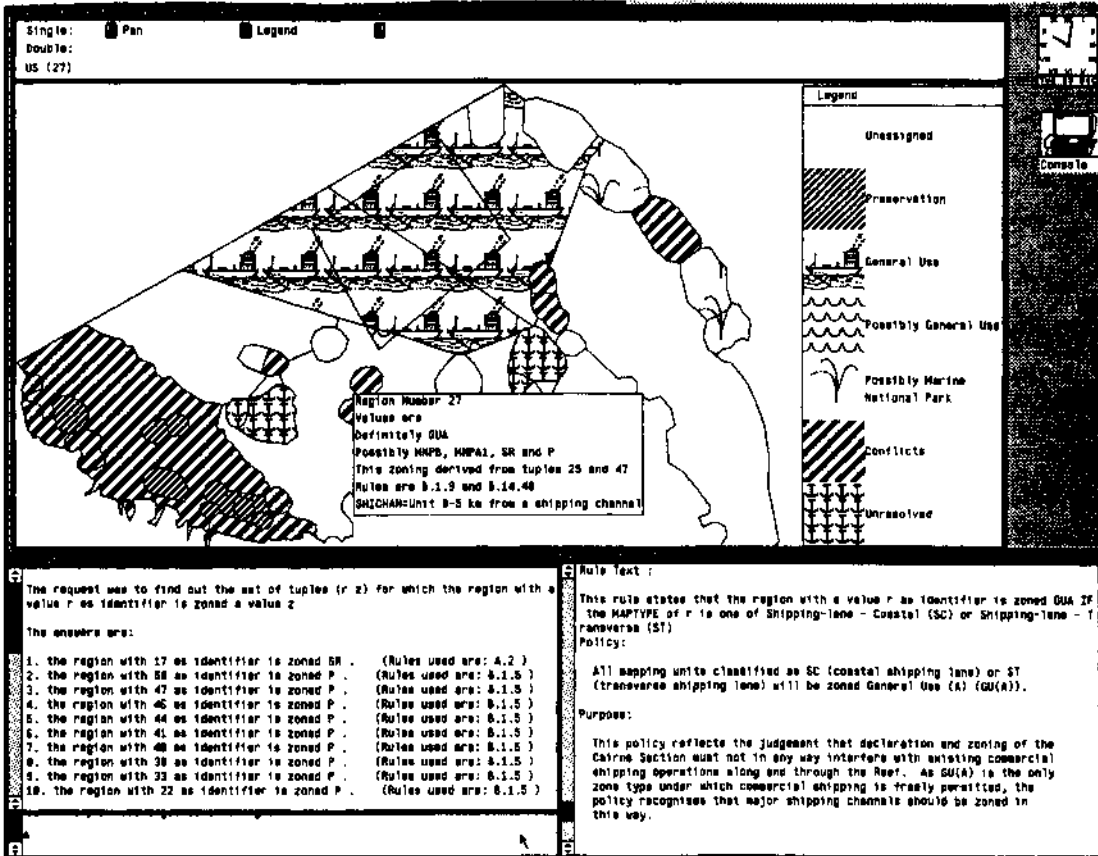 Single: Pan Legend
Double:
US (27)
Console
Legend
Unassigned
Preservation
General Use
Possibly General Use
Possibly Marine
National Park
Conflicts
Unresolved
Region Number 27
Values are
Definitely GUA
Possibly MNPB, MNPA1, SR and P
This zoning derived from tuples 25 and 47
Rules are B.1.9 and B.14.48
SHICHAN=Unit 0-5 km from a shipping channel
The request was to find out the set of tuples (r z) for which the region with a
value r as identifier is zoned a value z
The answers are:
1. the region with 17 as identifier is zoned SR . (Rules used are: A.2 )
2. the region with 58 as identifier is zoned P . (Rules used are: B.1.5 )
3. the region with 47 as identifier is zoned P . (Rules used are: B.1.5 )
4. the region with 46 as identifier is zoned P . (Rules used are: B.1.5 )
5. the region with 44 as identifier is zoned P . (Rules used are: B.1.5 )
6. the region with 41 as identifier is zoned P . (Rules used are: B.1.5 )
7. the region with 40 as identifier is zoned P . (Rules used are: B.1.5 )
8. the region with 38 as identifier is zoned P . (Rules used are: B.1.5 )
9. the region with 33 as identifier is zoned P . (Rules used are: B.1.5 )
10. the region with 22 as identifier is zoned P . (Rules used are: B.1.5 )
Rule Text :
This rule states that the region with a value r as identifier is zoned GUA IF
the MAPTYPE of r is one of Shipping-lane - Coastal (SC) or Shipping-lane - T
ransverse (ST)
Policy:
All mapping units classified as SC (coastal shipping lane) or ST
(transverse shipping lane) will be zoned General Use (A) (GU(A)).
Purpose:
This policy reflects the judgement that declaration and zoning of the
Cairns Section must not in any way interfere with existing commercial
shipping operations along and through the Reef. As GU(A) is the only
zone type under which commercial shipping is freely permitted, the
policy recognises that major shipping channels should be zoned in
this way.